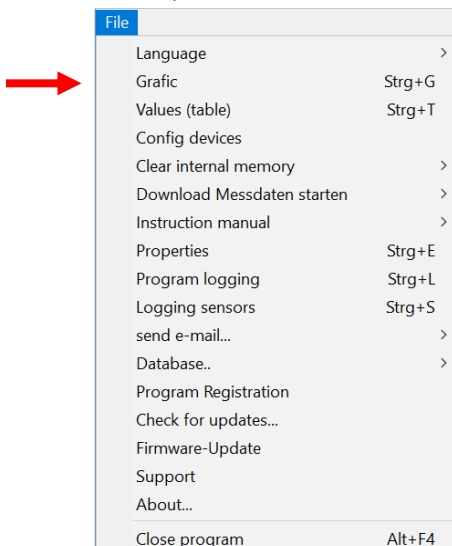 File
Language >
Grafic Strg+G
Values (table) Strg+T
Config devices
Clear internal memory >
Download Messdaten starten >
Instruction manual >
Properties Strg+E
Program logging Strg+L
Logging sensors Strg+S
send e-mail... >
Database.. >
Program Registration
Check for updates...
Firmware-Update
Support
About...
Close program Alt+F4